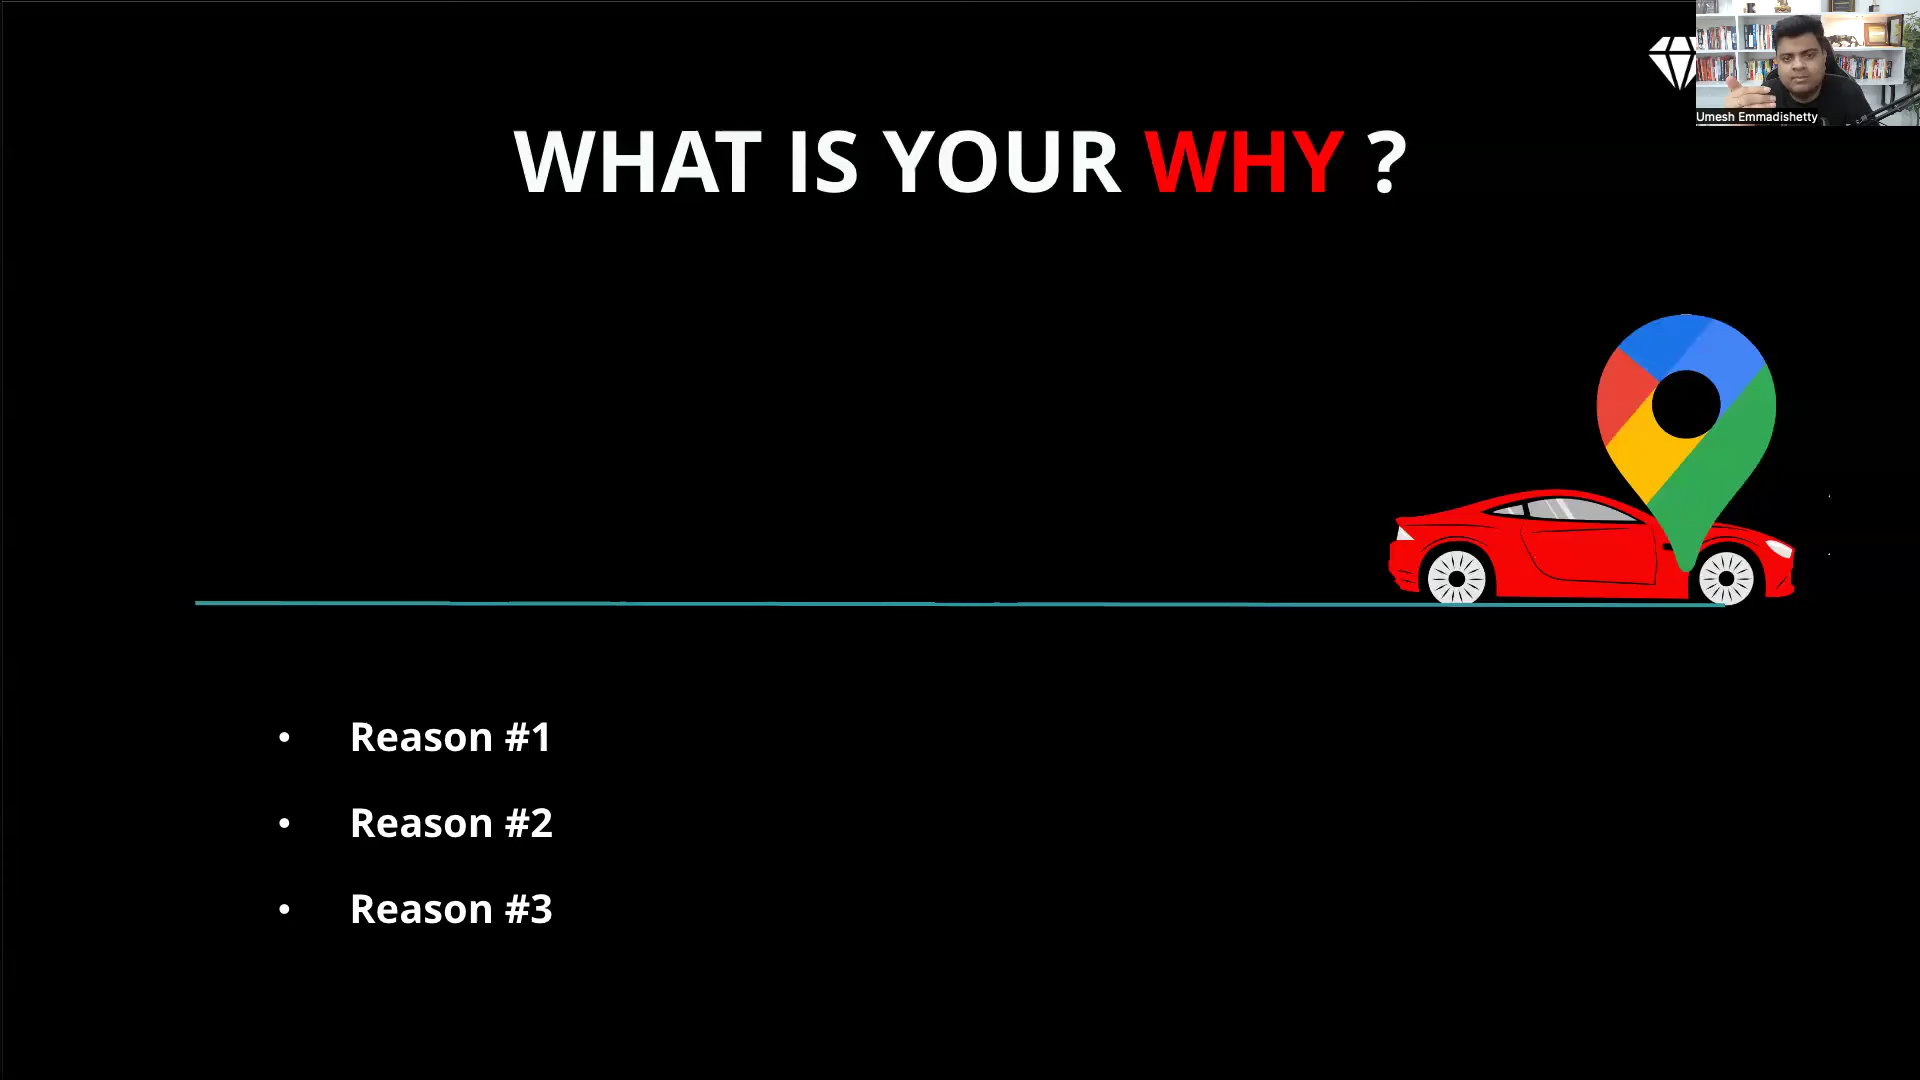 Umesh Emmadishetty
WHAT IS YOUR WHY ?
• Reason #1
• Reason #2
• Reason #3